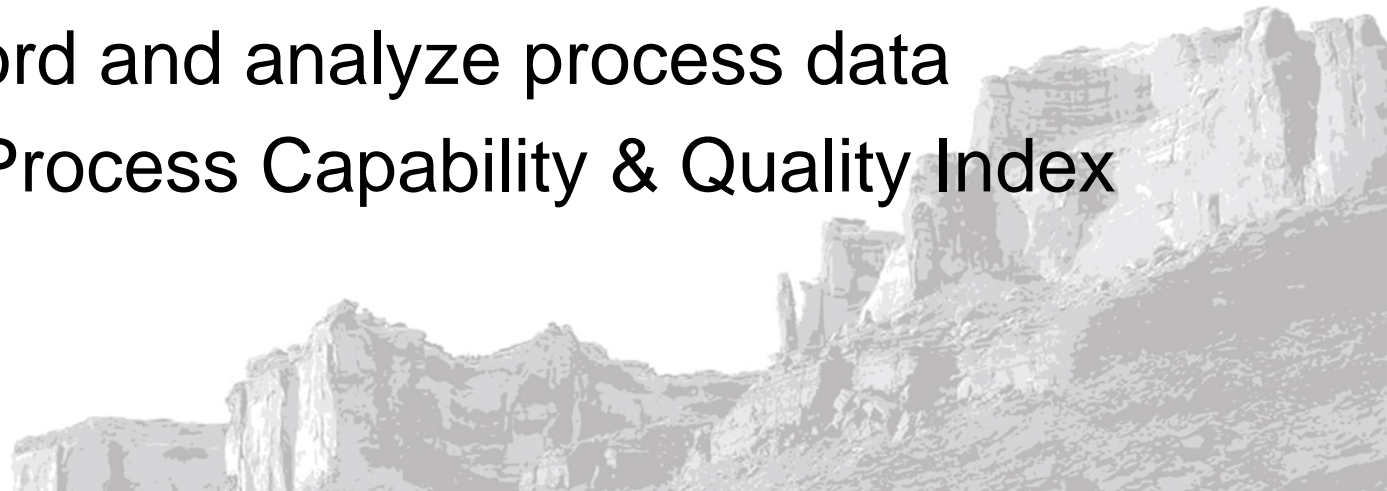 ord and analyze process data
Process Capability & Quality Index